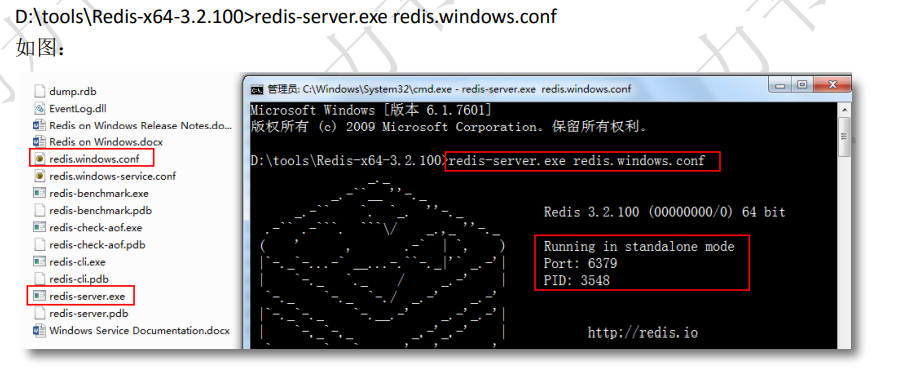 D:\tools\Redis-x64-3.2.100>redis-server.exe redis.windows.conf
如图：
dump.rdb
EventLog.dll
Redis on Windows Release Notes.do...
Redis on Windows.docx
redis.windows.conf
redis.windows-service.conf
redis-benchmark.exe
redis-benchmark.pdb
redis-check-aof.exe
redis-check-aof.pdb
redis-cli.exe
redis-cli.pdb
redis-server.exe
redis-server.pdb
Windows Service Documentation.docx
管理员: C:\Windows\System32\cmd.exe - redis-server.exe  redis.windows.conf
Microsoft Windows [版本 6.1.7601]
版权所有 (c) 2009 Microsoft Corporation。保留所有权利。
D:\tools\Redis-x64-3.2.100>redis-server.exe redis.windows.conf
Redis 3.2.100 (00000000/0) 64 bit
Running in standalone mode
Port: 6379
PID: 3548
http://redis.io